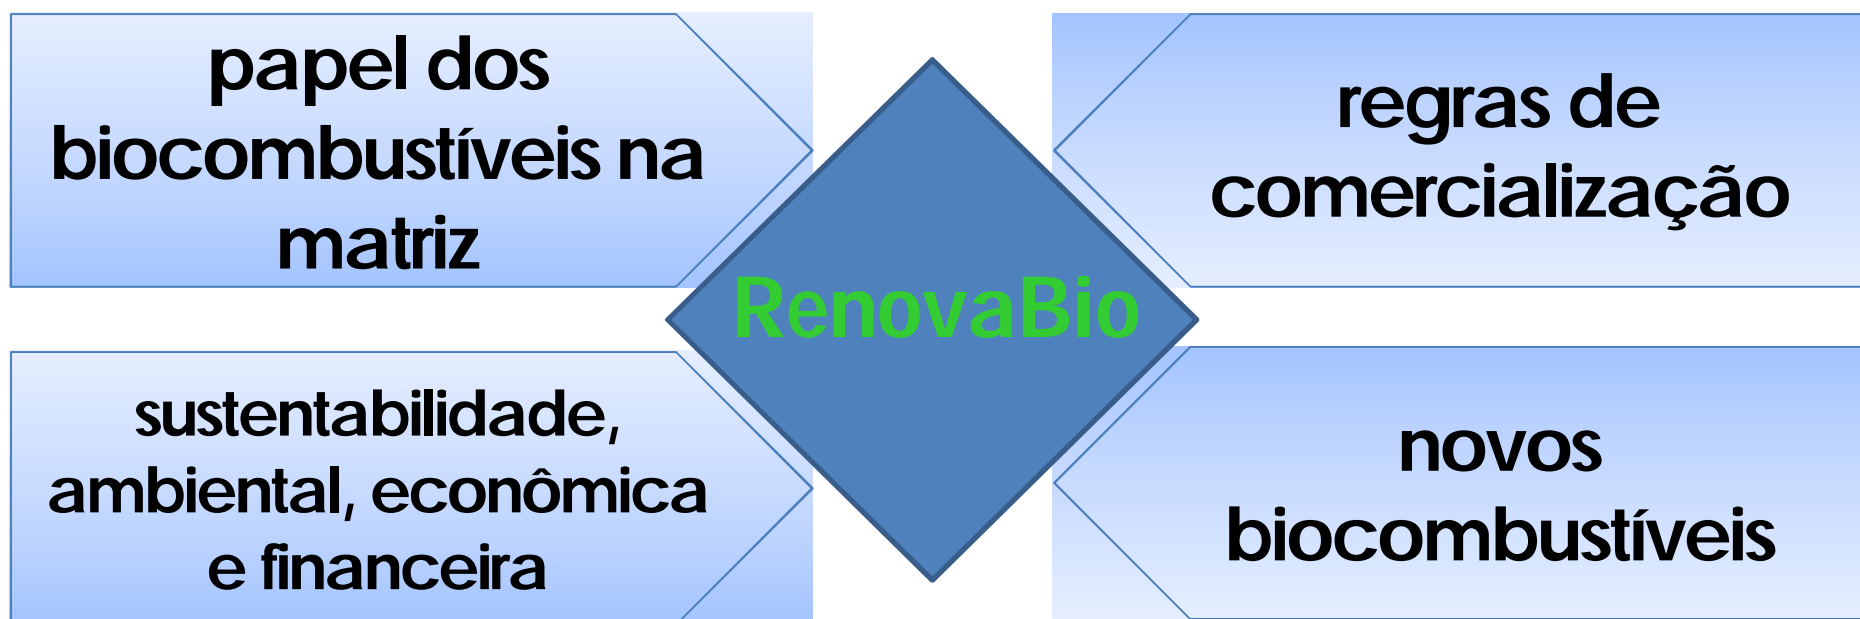 papel dos
biocombustíveis na
matriz
regras de
comercialização
RenovaBio
sustentabilidade,
ambiental, econômica
e financeira
novos
biocombustíveis